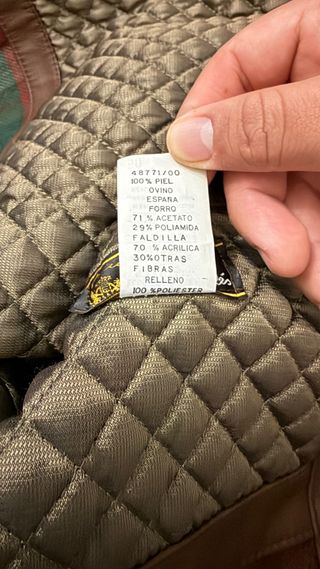 48771/00
100% PIEL
OVINO
ESPAÑA
FORRO
71 % ACETATO
29% POLIAMIDA
FALDILLA
70 % ACRILICA
30% OTRAS
FIBRAS
RELLENO
100 % POLIESTER